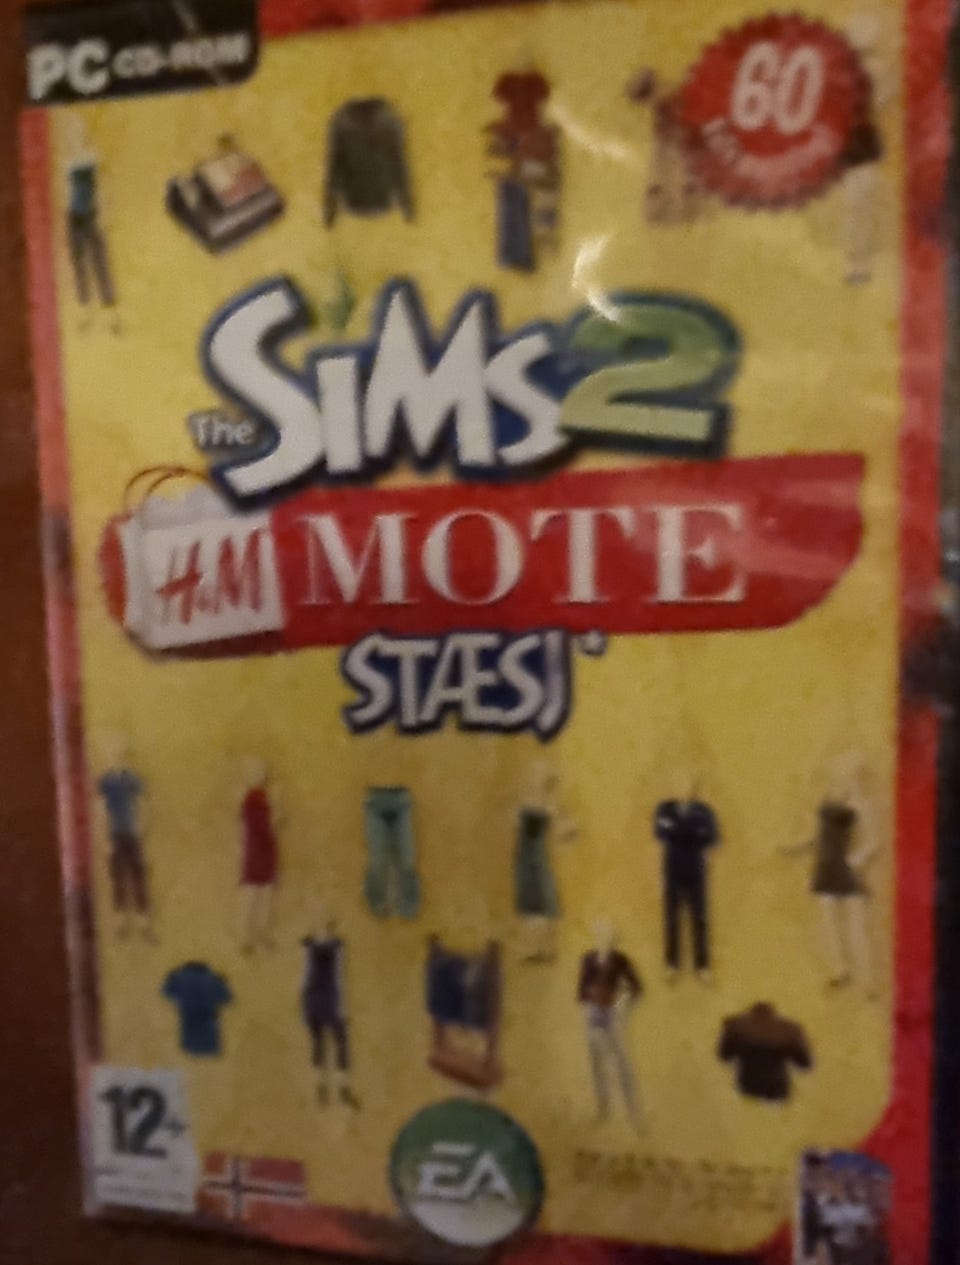 PC CD-ROM
60
The SiMS 2
H&M MOTE
STÆSJ*
12+
EA